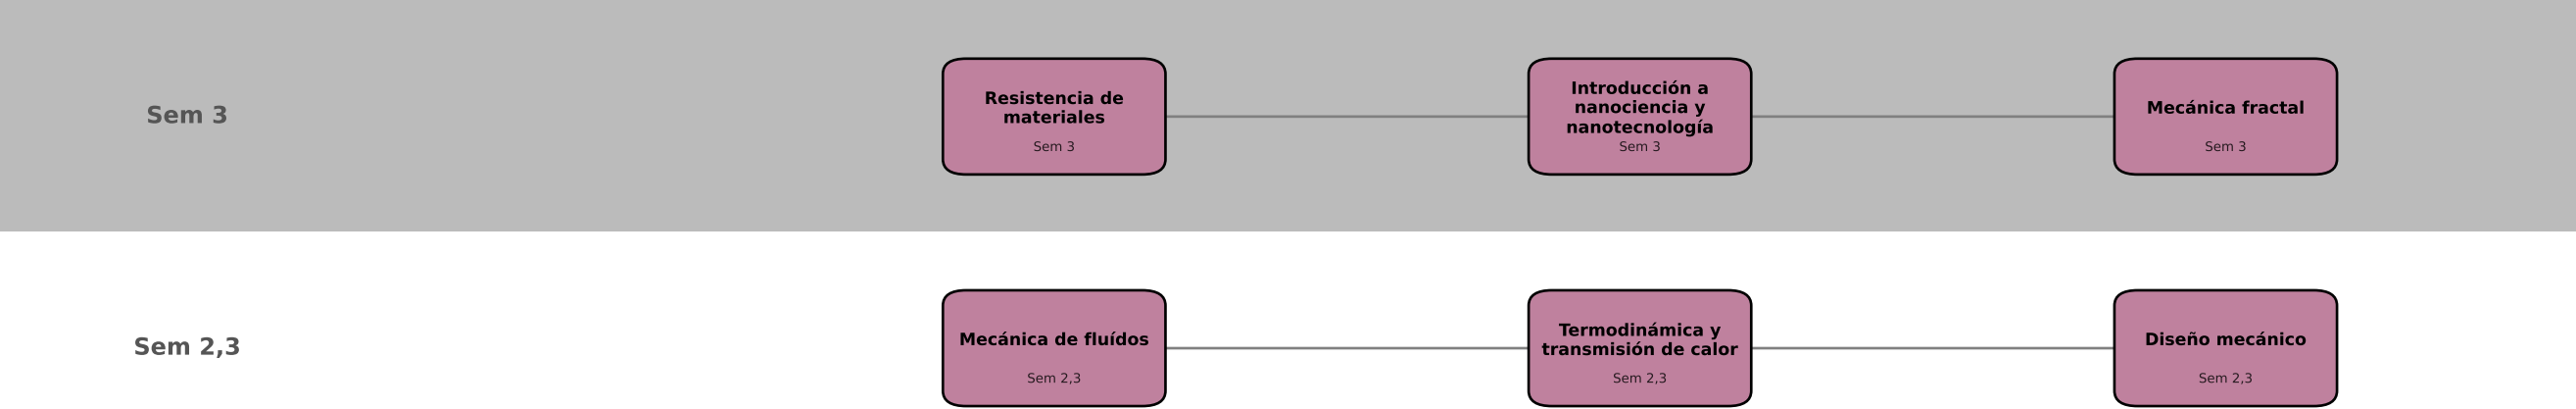 Sem 3
Resistencia de
materiales
Sem 3
Introducción a
nanociencia y
nanotecnología
Sem 3
Mecánica fractal
Sem 3
Sem 2,3
Mecánica de fluídos
Sem 2,3
Termodinámica y
transmisión de calor
Sem 2,3
Diseño mecánico
Sem 2,3